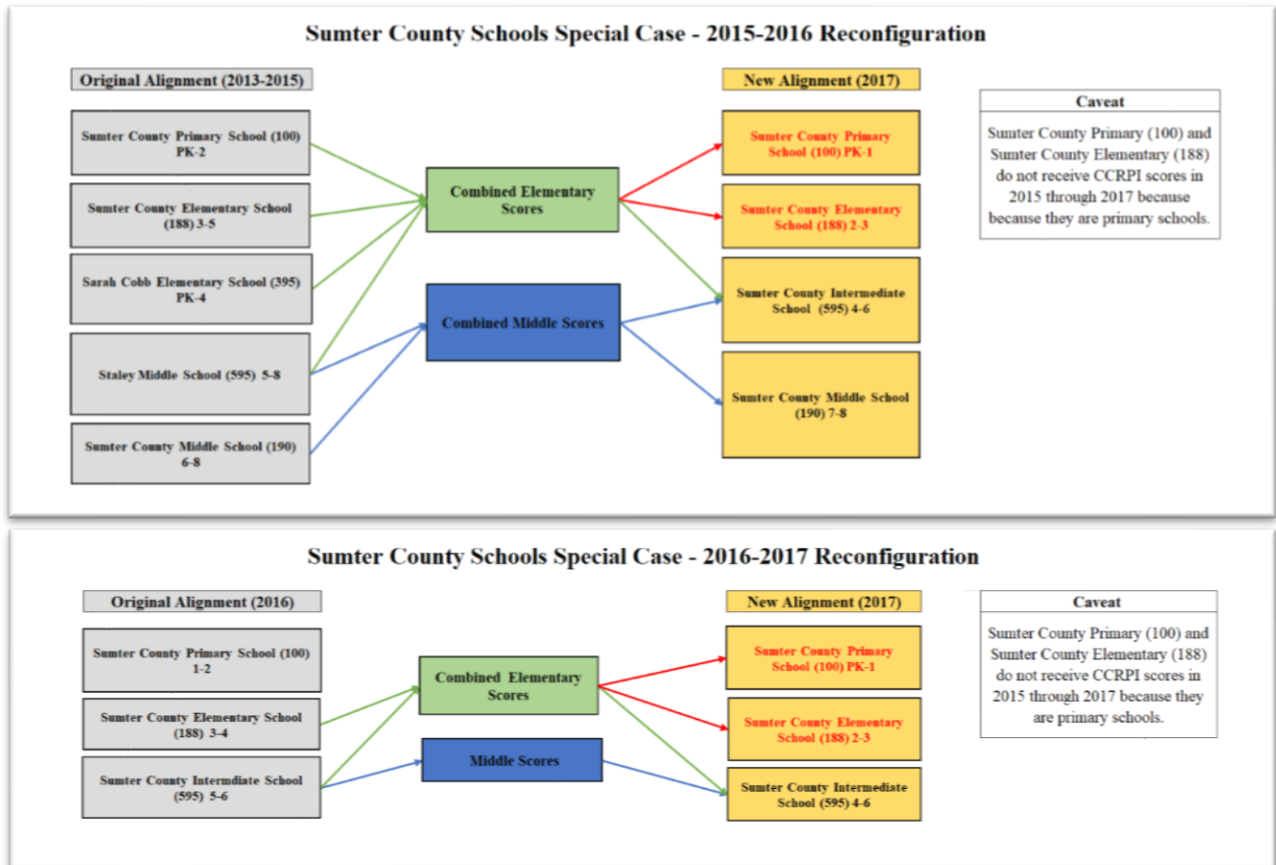 Sumter County Schools Special Case - 2015-2016 Reconfiguration
Original Alignment (2013-2015)
Sumter County Primary School (100)
PK-2
Sumter County Elementary School
(188) 3-5
Sarah Cobb Elementary School (395)
PK-4
Staley Middle School (595) 5-8
Sumter County Middle School (190)
6-8
Combined Elementary
Scores
Combined Middle Scores
New Alignment (2017)
Sumter County Primary
School (100) PK-1
Sumter County Elementary
School (188) 2-3
Sumter County Intermediate
School (595) 4-6
Sumter County Middle School
(190) 7-8
Caveat
Sumter County Primary (100) and
Sumter County Elementary (188)
do not receive CCRPI scores in
2015 through 2017 because
because they are primary schools.
Sumter County Schools Special Case - 2016-2017 Reconfiguration
Original Alignment (2016)
Sumter County Primary School (100)
1-2
Sumter County Elementary School
(188) 3-4
Sumter County Intermdiate School
(595) 5-6
Combined Elementary
Scores
Middle Scores
New Alignment (2017)
Sumter County Primary
School (100) PK-1
Sumter County Elementary
School (188) 2-3
Sumter County Intermediate
School (595) 4-6
Caveat
Sumter County Primary (100) and
Sumter County Elementary (188)
do not receive CCRPI scores in
2015 through 2017 because they
are primary schools.